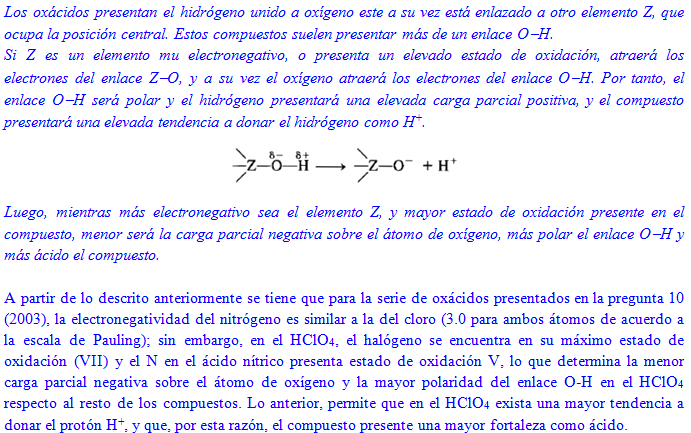 Los oxácidos presentan el hidrógeno unido a oxígeno este a su vez está enlazado a otro elemento Z, que
ocupa la posición central. Estos compuestos suelen presentar más de un enlace O−H.
Si Z es un elemento mu electronegativo, o presenta un elevado estado de oxidación, atraerá los
electrones del enlace Z−O, y a su vez el oxígeno atraerá los electrones del enlace O−H. Por tanto, el
enlace O−H será polar y el hidrógeno presentará una elevada carga parcial positiva, y el compuesto
presentará una elevada tendencia a donar el hidrógeno como H⁺.
δ− δ+
−Z−O−H ⟶ −Z−O⁻ + H⁺
Luego, mientras más electronegativo sea el elemento Z, y mayor estado de oxidación presente en el
compuesto, menor será la carga parcial negativa sobre el átomo de oxígeno, más polar el enlace O−H y
más ácido el compuesto.
A partir de lo descrito anteriormente se tiene que para la serie de oxácidos presentados en la pregunta 10
(2003), la electronegatividad del nitrógeno es similar a la del cloro (3.0 para ambos átomos de acuerdo a
la escala de Pauling); sin embargo, en el HClO₄, el halógeno se encuentra en su máximo estado de
oxidación (VII) y el N en el ácido nítrico presenta estado de oxidación V, lo que determina la menor
carga parcial negativa sobre el átomo de oxígeno y la mayor polaridad del enlace O-H en el HClO₄
respecto al resto de los compuestos. Lo anterior, permite que en el HClO₄ exista una mayor tendencia a
donar el protón H⁺, y que, por esta razón, el compuesto presente una mayor fortaleza como ácido.